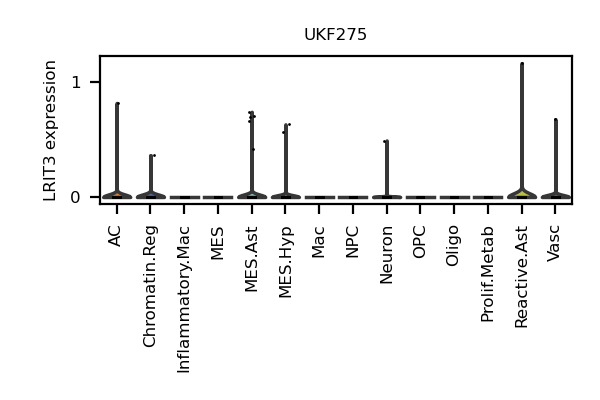 UKF275
LRIT3 expression
1
0
AC
Chromatin.Reg
Inflammatory.Mac
MES
MES.Ast
MES.Hyp
Mac
NPC
Neuron
OPC
Oligo
Prolif.Metab
Reactive.Ast
Vasc